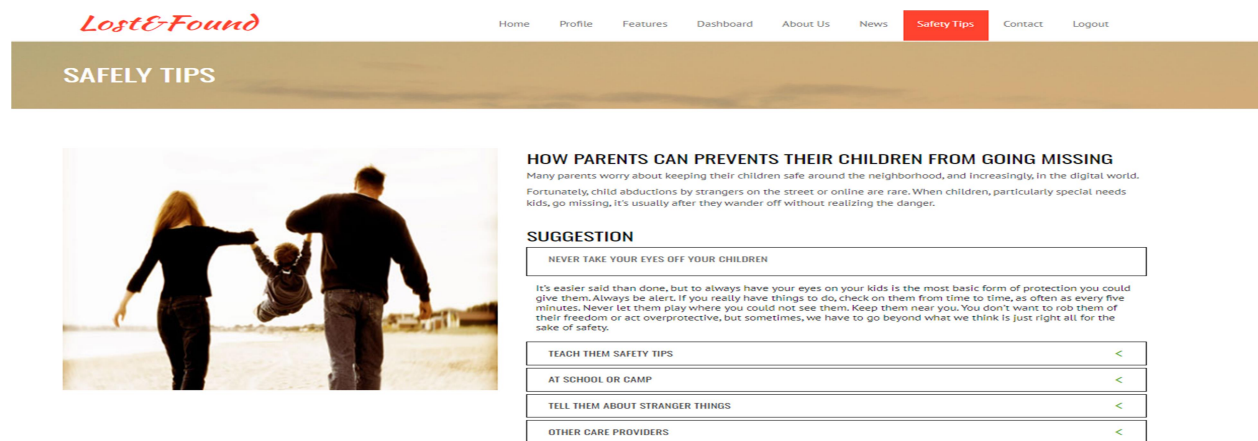 Lost&Found
Home Profile Features Dashboard About Us News Safety Tips Contact Logout
SAFELY TIPS
HOW PARENTS CAN PREVENTS THEIR CHILDREN FROM GOING MISSING
Many parents worry about keeping their children safe around the neighborhood, and increasingly, in the digital world.
Fortunately, child abductions by strangers on the street or online are rare. When children, particularly special needs
kids, go missing, it's usually after they wander off without realizing the danger.
SUGGESTION
NEVER TAKE YOUR EYES OFF YOUR CHILDREN
It's easier said than done, but to always have your eyes on your kids is the most basic form of protection you could
give them. Always be alert. If you really have things to do, check on them from time to time, as often as every five
minutes. Never let them play where you could not see them. Keep them near you. You don't want to rob them of
their freedom or act overprotective, but sometimes, we have to go beyond what we think is just right all for the
sake of safety.
TEACH THEM SAFETY TIPS <
AT SCHOOL OR CAMP <
TELL THEM ABOUT STRANGER THINGS <
OTHER CARE PROVIDERS <